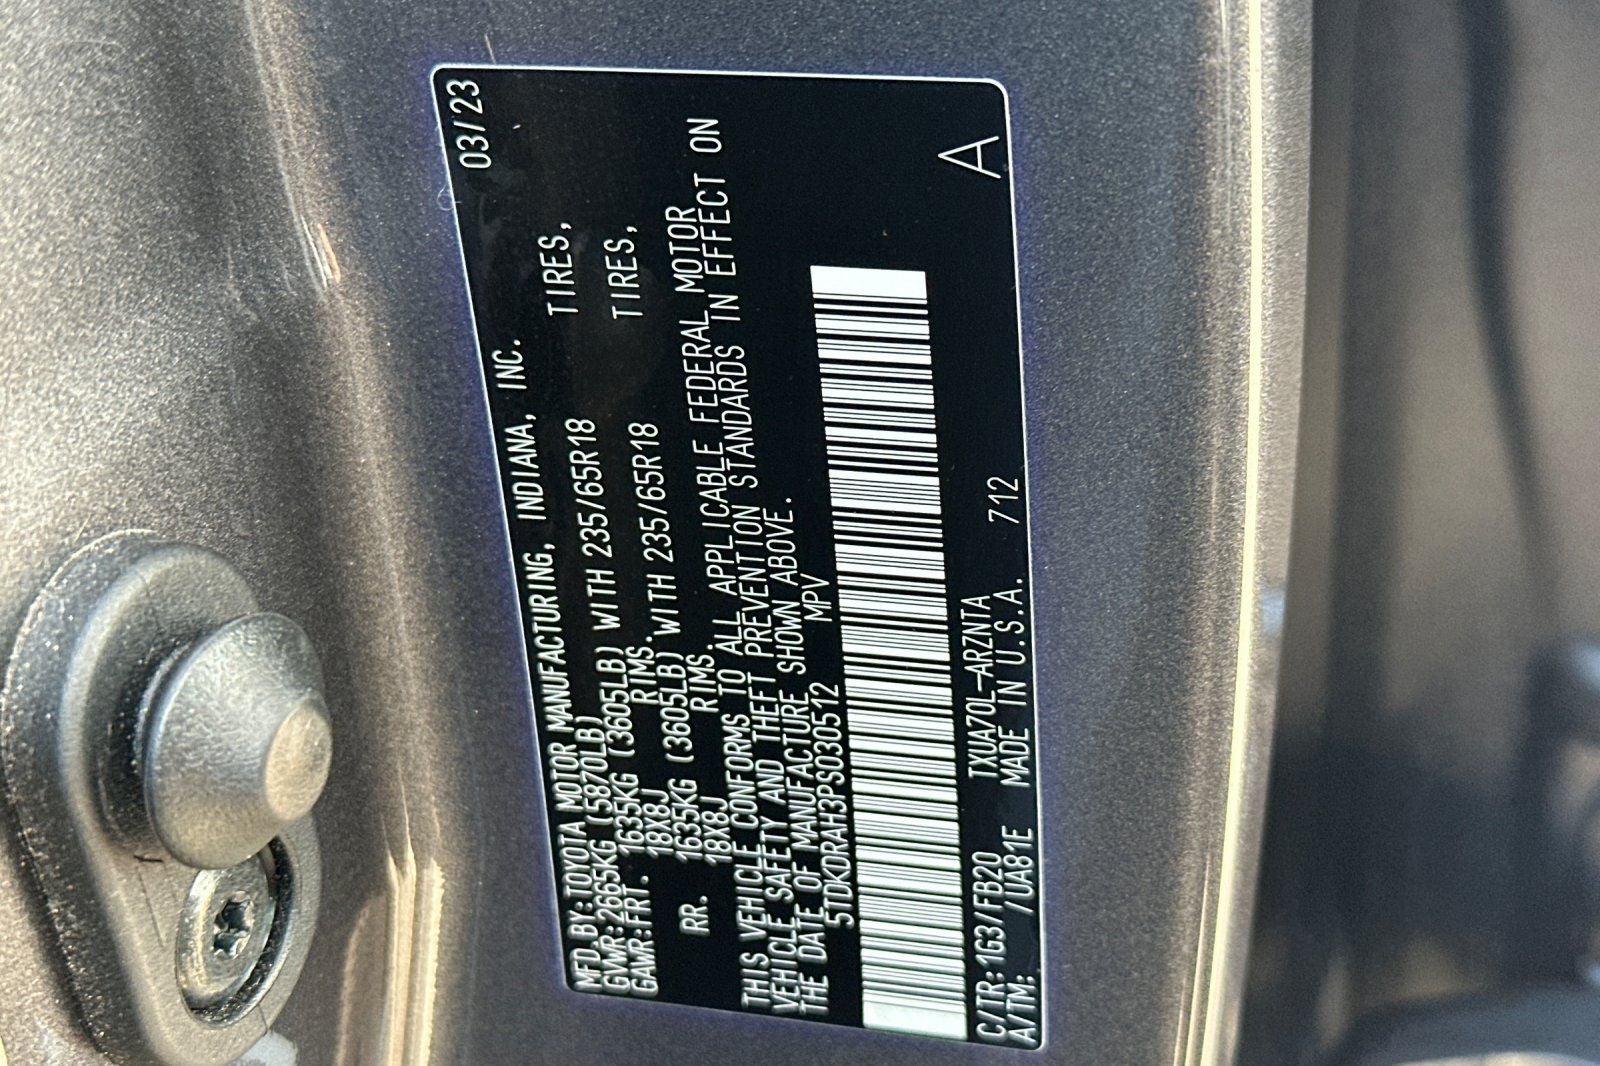 MFD.BY:TOYOTA MOTOR MANUFACTURING, INDIANA, INC. 03/23
GVWR:2665KG (5870LB)
GAWR:FRT. 1635KG (3605LB) WITH 235/65R18 TIRES,
18X8J RIMS.
RR. 1635KG (3605LB) WITH 235/65R18 TIRES,
18X8J RIMS.
THIS VEHICLE CONFORMS TO ALL APPLICABLE FEDERAL MOTOR
VEHICLE SAFETY AND THEFT PREVENTION STANDARDS IN EFFECT ON
THE DATE OF MANUFACTURE SHOWN ABOVE.
5TDKDRAH3PS030512 MPV
C/TR:1G3/FB20 TXUA70L-ARZNTA
A/TM: /UA81E MADE IN U.S.A. 712 A